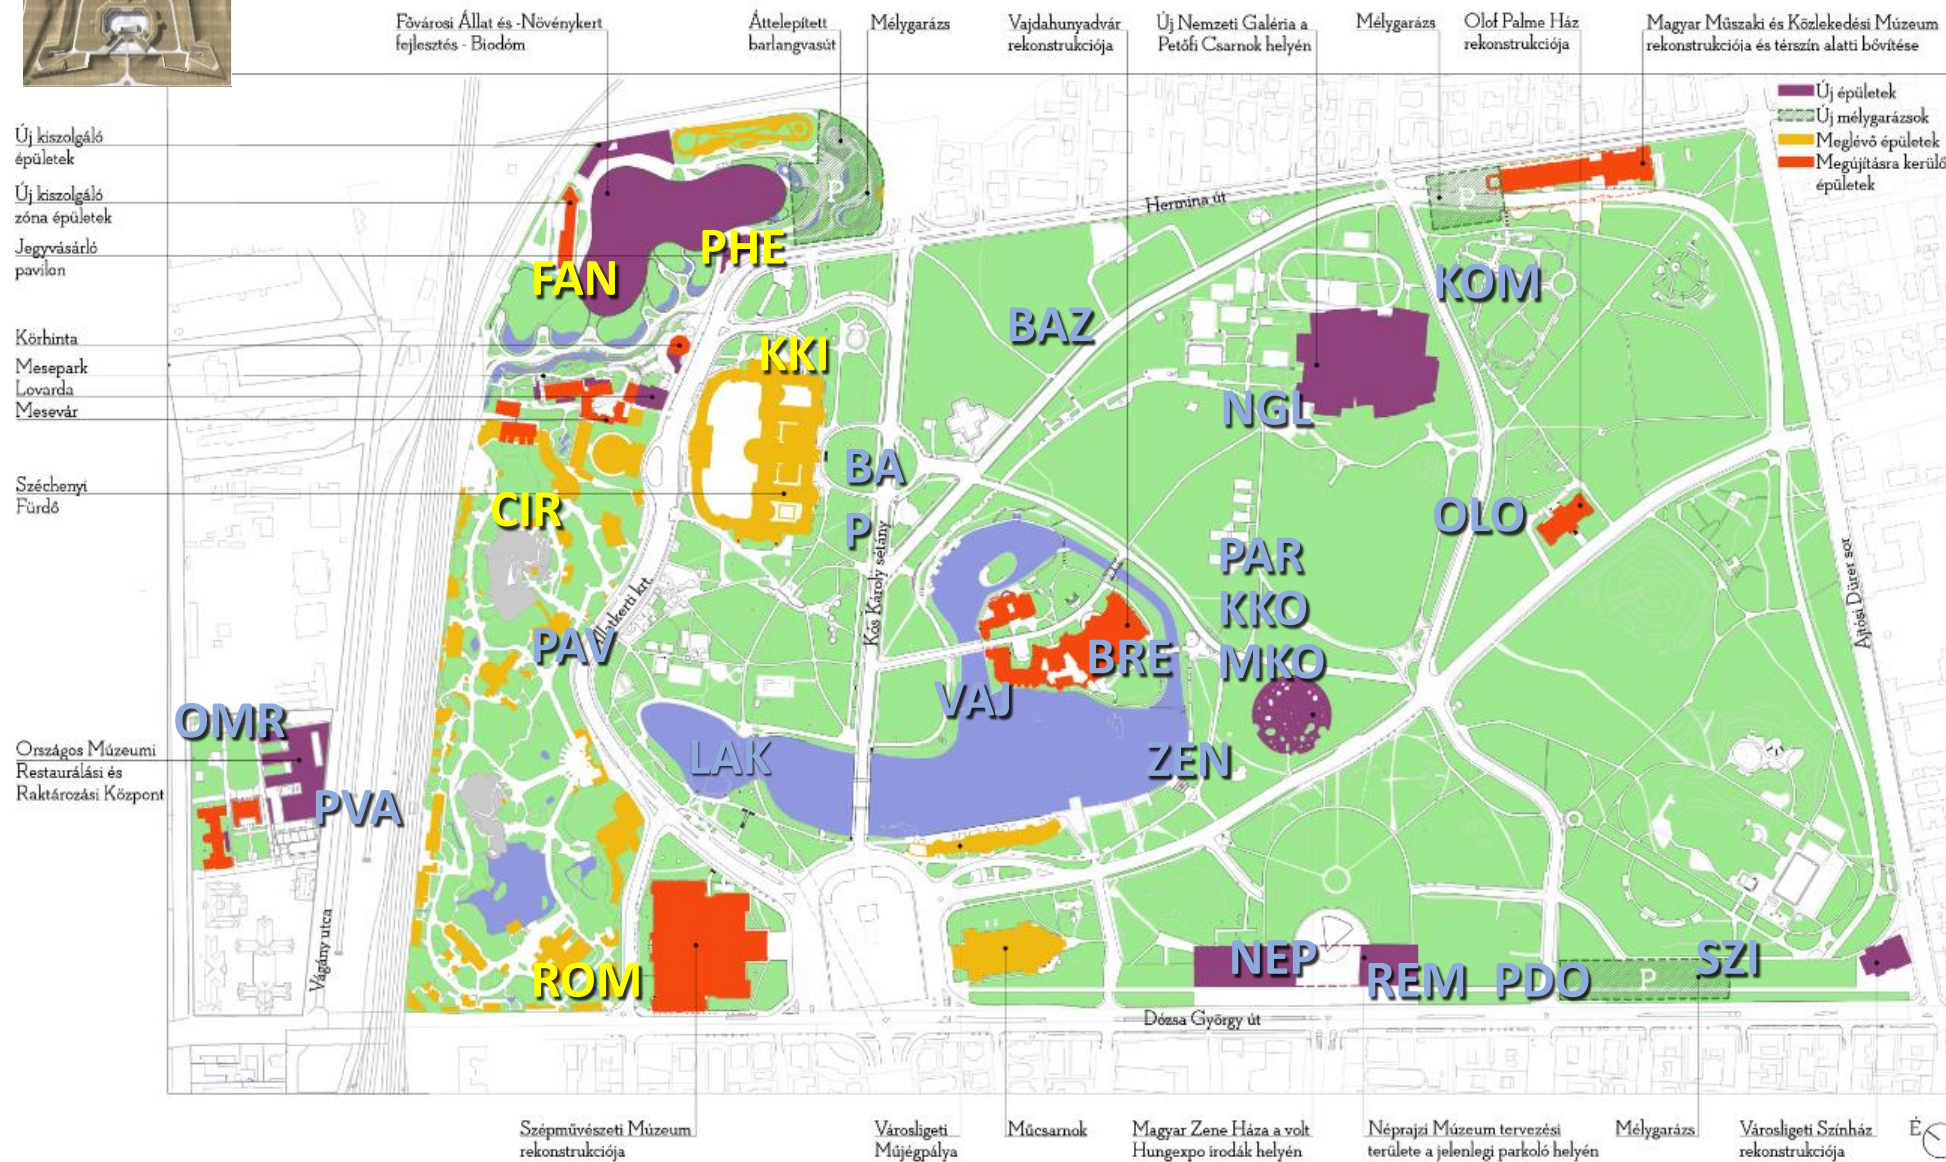 Fővárosi Állat és -Növénykert
fejlesztés - Biodóm
Áttelepített
barlangvasút
Mélygarázs
Vajdahunyadvár
rekonstrukciója
Új Nemzeti Galéria a
Petőfi Csarnok helyén
Mélygarázs
Olof Palme Ház
rekonstrukciója
Magyar Műszaki és Közlekedési Múzeum
rekonstrukciója és térszín alatti bővítése
Új épületek
Új mélygarázsok
Meglévő épületek
Megújításra kerülő
épületek
Új kiszolgáló
épületek
Új kiszolgáló
zóna épületek
Jegyvásárló
pavilon
Körhinta
Mesepark
Lovarda
Mesevár
Széchenyi
Fürdő
Országos Múzeumi
Restaurálási és
Raktározási Központ
P
P
Hermina út
PHE
FAN
KOM
BAZ
KKI
NGL
BA
P
CIR
OLO
Kós Károly sétány
PAR
KKO
MKO
Állatkerti krt.
PAV
BRE
Ajtósi Dürer sor
VAJ
OMR
LAK
ZEN
PVA
Vágány utca
NEP
REM
PDO
P
SZI
ROM
Dózsa György út
Szépművészeti Múzeum
rekonstrukciója
Városligeti
Műjégpálya
Műcsarnok
Magyar Zene Háza a volt
Hungexpo irodák helyén
Néprajzi Múzeum tervezési
területe a jelenlegi parkoló helyén
Mélygarázs
Városligeti Színház
rekonstrukciója
É